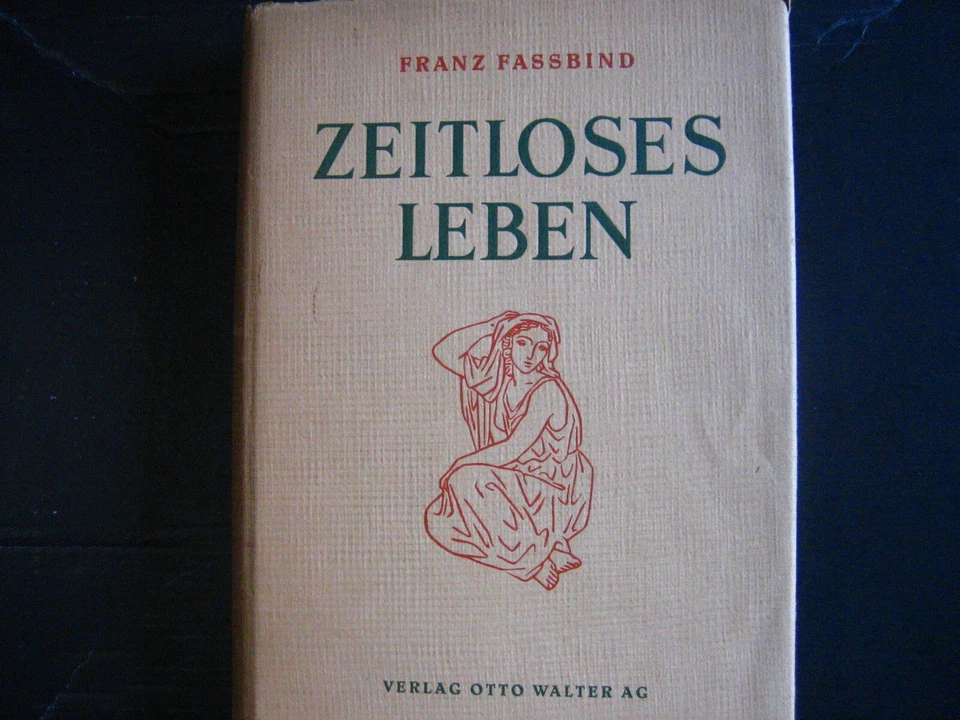 FRANZ FASSBIND
ZEITLOSES
LEBEN
VERLAG OTTO WALTER AG